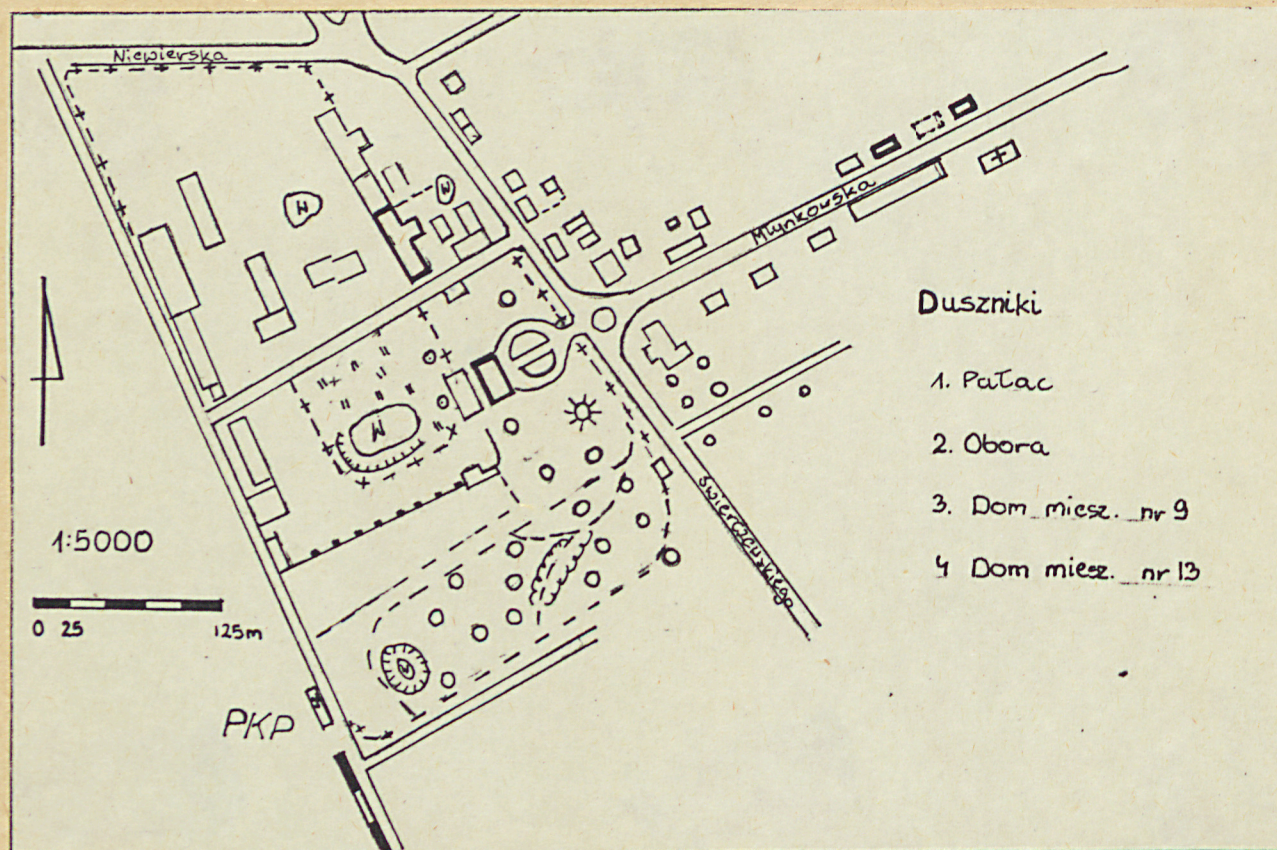 Niewierska
Młynkowska
Duszniki
1. Pałac
W
W
W
2. Obora
Świerczewskiego
3. Dom miesz. nr 9
1:5000
4 Dom miesz. nr 13
0 25 125m
W
PKP